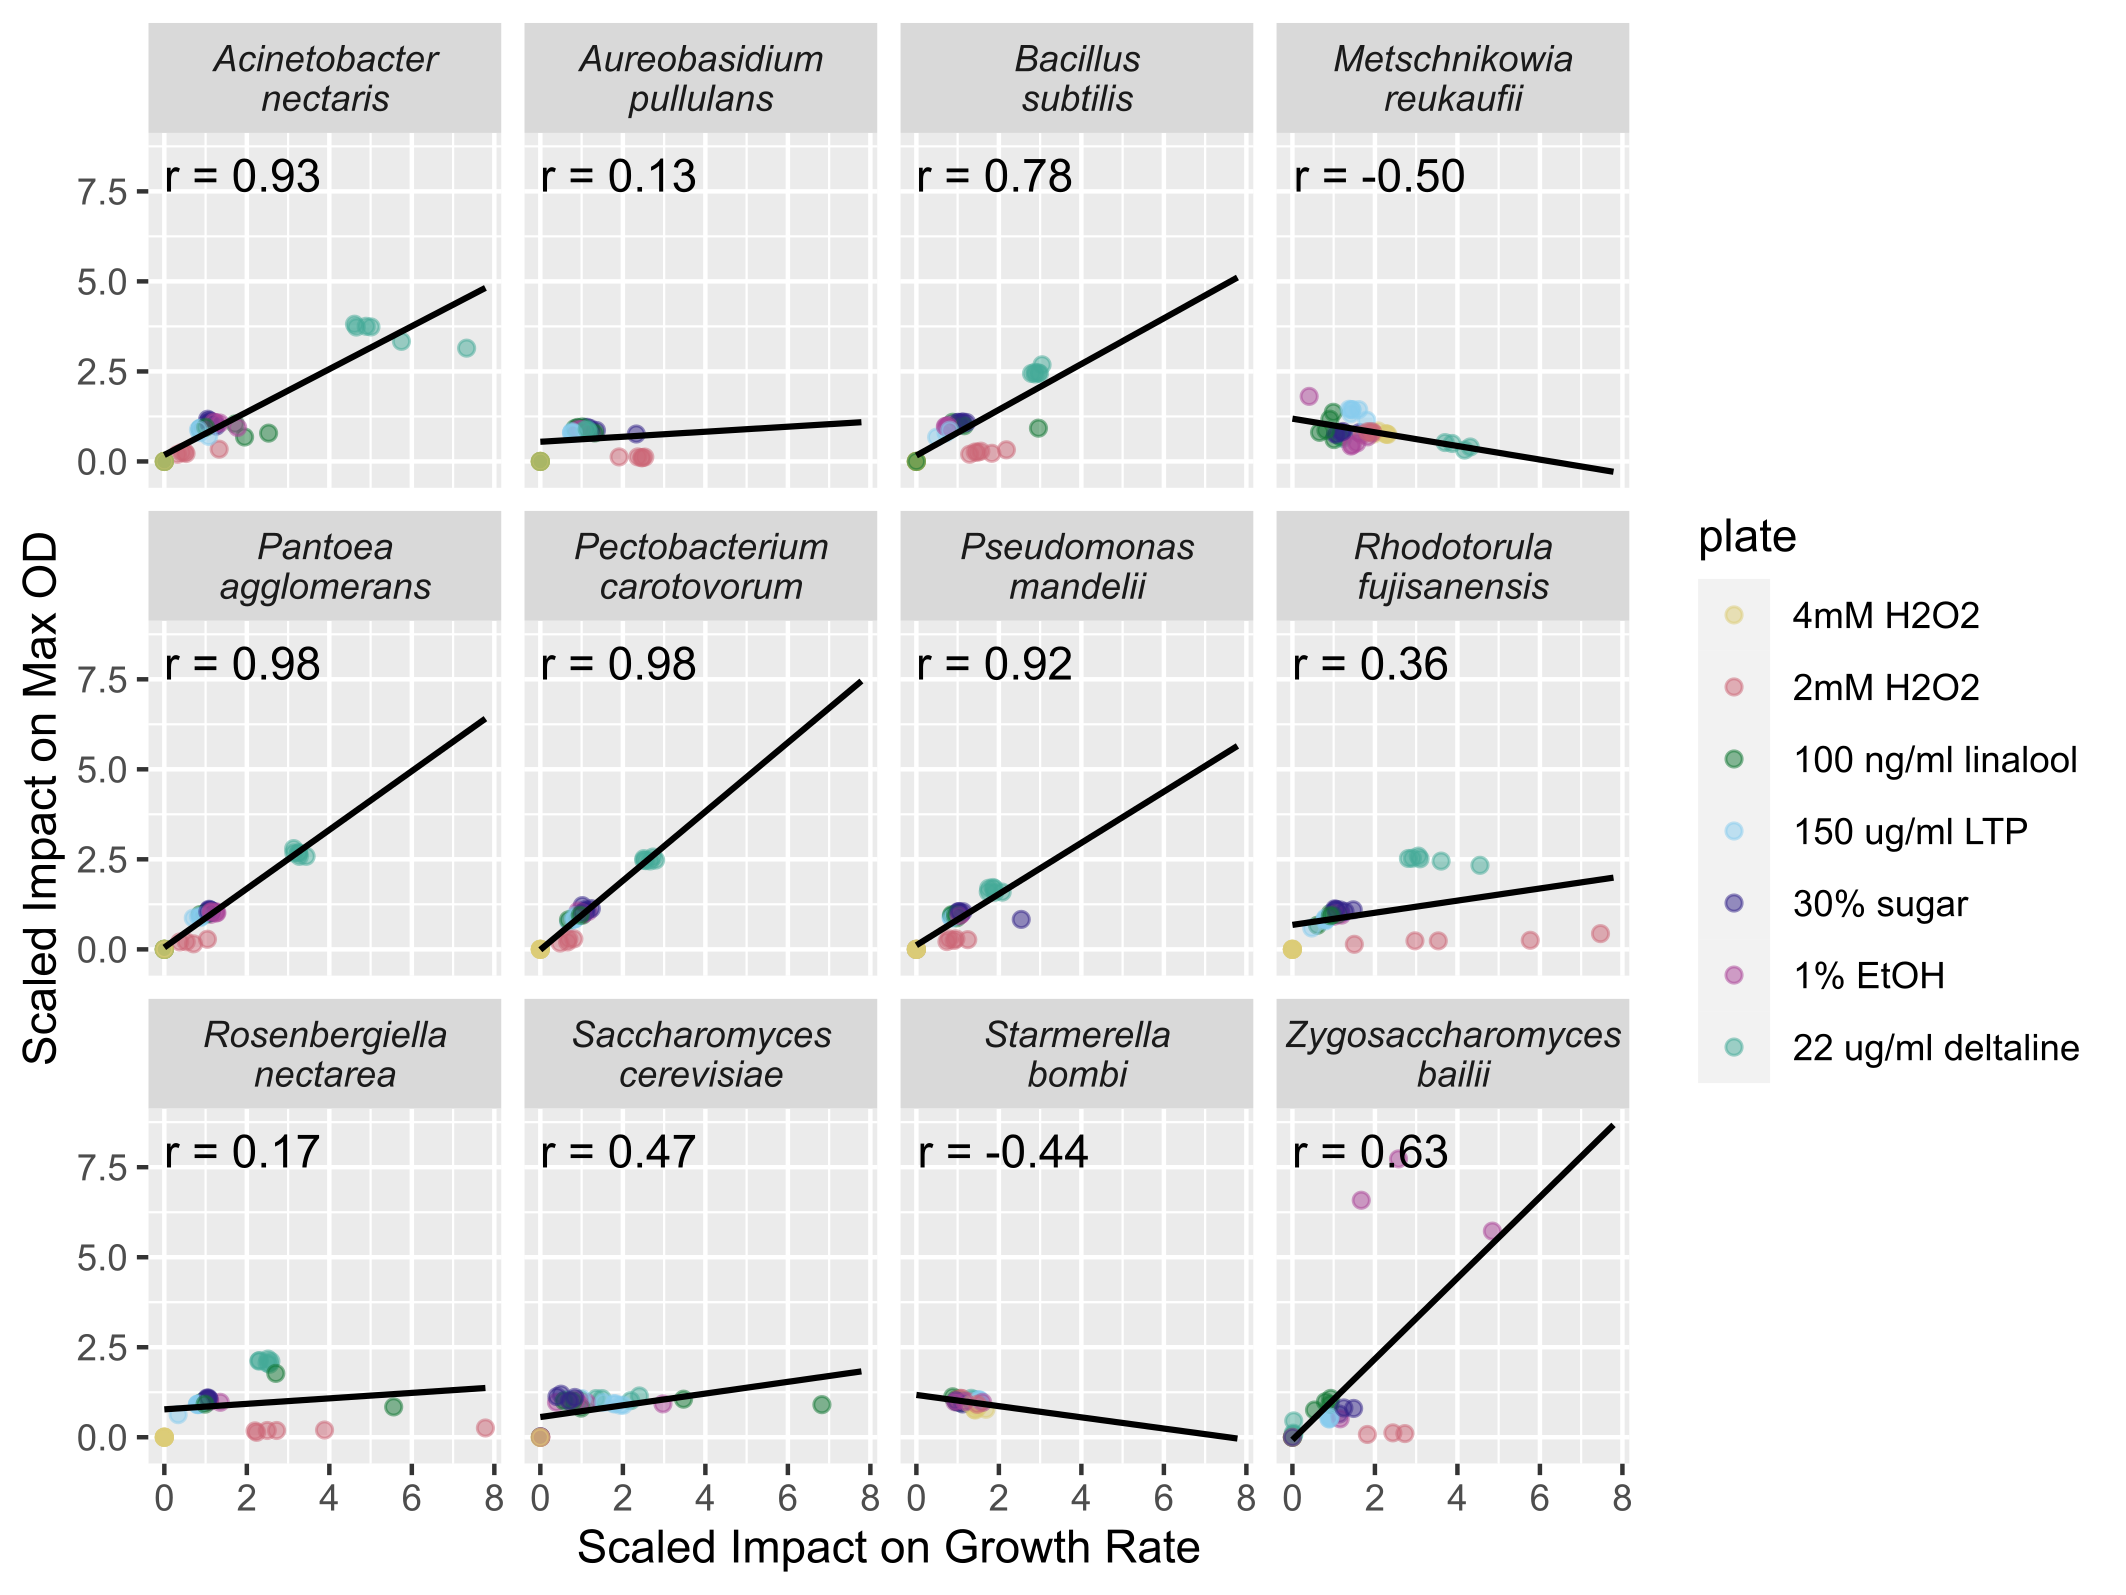 Acinetobacter
nectaris
Aureobasidium
pullulans
Bacillus
subtilis
Metschnikowia
reukaufii
r = 0.93
r = 0.13
r = 0.78
r = -0.50
7.5
5.0
2.5
0.0
Pantoea
agglomerans
Pectobacterium
carotovorum
Pseudomonas
mandelii
Rhodotorula
fujisanensis
r = 0.98
r = 0.98
r = 0.92
r = 0.36
7.5
5.0
2.5
0.0
Rosenbergiella
nectarea
Saccharomyces
cerevisiae
Starmerella
bombi
Zygosaccharomyces
bailii
r = 0.17
r = 0.47
r = -0.44
r = 0.63
7.5
5.0
2.5
0.0
0 2 4 6 8
0 2 4 6 8
0 2 4 6 8
0 2 4 6 8
Scaled Impact on Growth Rate
Scaled Impact on Max OD
plate
4mM H2O2
2mM H2O2
100 ng/ml linalool
150 ug/ml LTP
30% sugar
1% EtOH
22 ug/ml deltaline